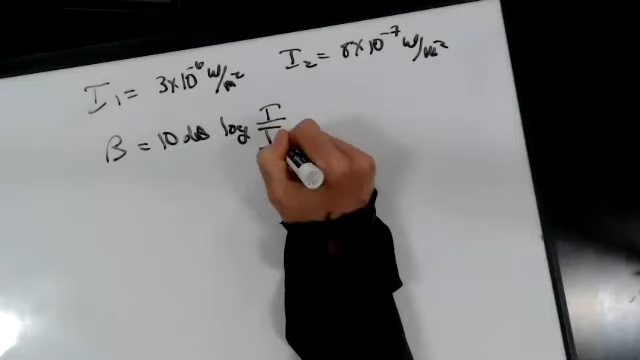 I₁ = 3x10⁻⁶ w/m² I₂ = 8x10⁻⁷ w/m²
β = 10 dB log I/I